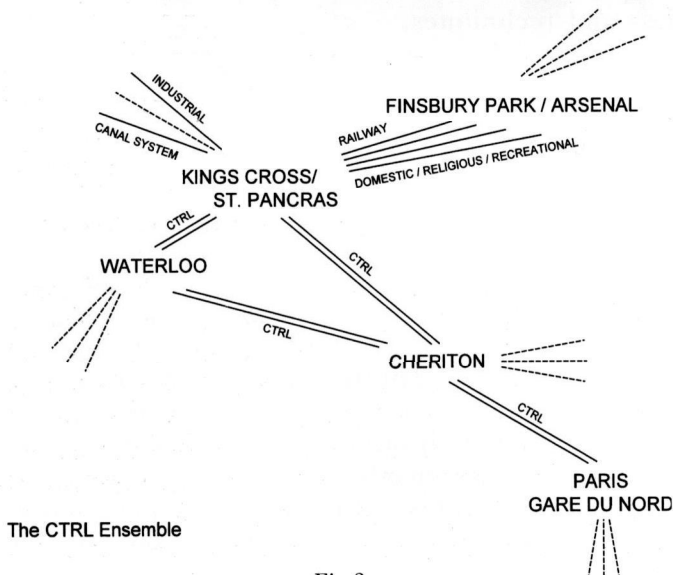 INDUSTRIAL
CANAL SYSTEM
FINSBURY PARK / ARSENAL
RAILWAY
DOMESTIC / RELIGIOUS / RECREATIONAL
KINGS CROSS/
ST. PANCRAS
CTRL
CTRL
WATERLOO
CTRL
CHERITON
CTRL
PARIS
GARE DU NORD
The CTRL Ensemble